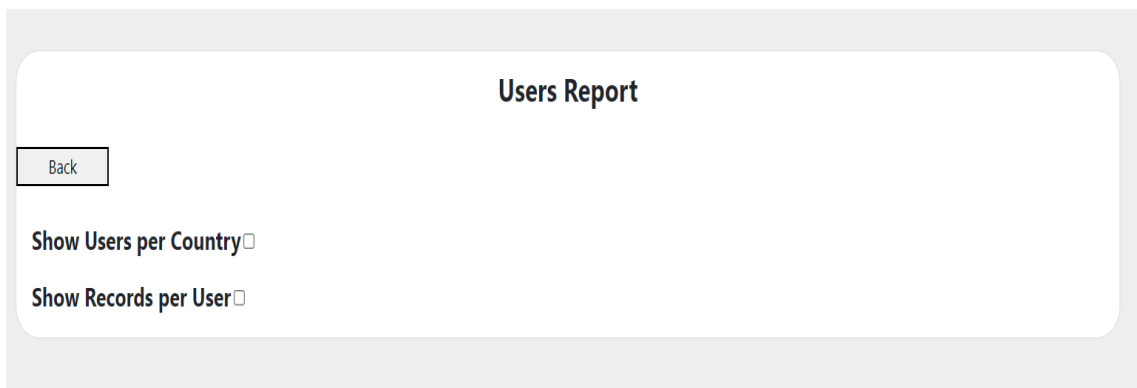 Users Report
Back
Show Users per Country
Show Records per User